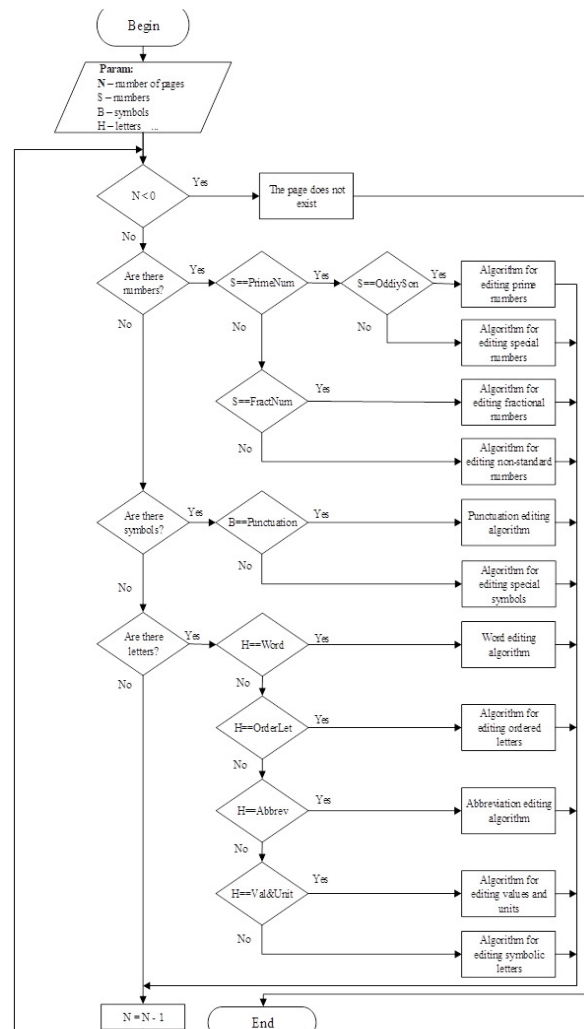 Begin
Param:
N – number of pages
S – numbers
B – symbols
H – letters ...
N < 0
Yes
The page does not
exist
No
Are there
numbers?
Yes
S==PrimeNum
Yes
S==OddiySon
Yes
Algorithm for
editing prime
numbers
No
No
No
Algorithm for
editing special
numbers
S==FractNum
Yes
Algorithm for
editing fractional
numbers
No
Algorithm for
editing non-standard
numbers
Are there
symbols?
Yes
B==Punctuation
Yes
Punctuation editing
algorithm
No
No
Algorithm for
editing special
symbols
Are there
letters?
Yes
H==Word
Yes
Word editing
algorithm
No
No
H==OrderLet
Yes
Algorithm for
editing ordered
letters
No
H==Abbrev
Yes
Abbreviation editing
algorithm
No
H==Val&Unit
Yes
Algorithm for
editing values and
units
No
Algorithm for
editing symbolic
letters
N = N - 1
End